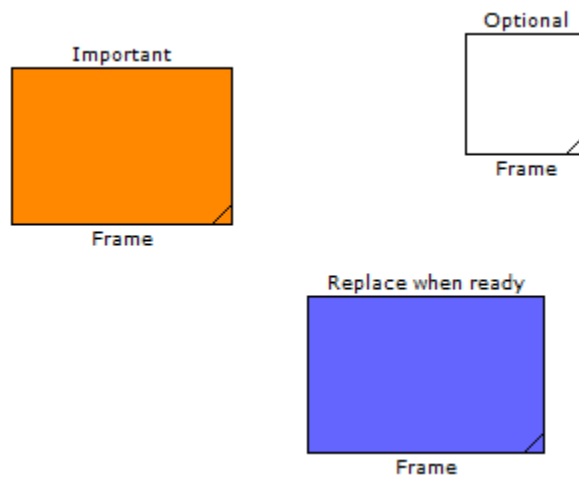 Optional
Important
Frame
Frame
Replace when ready
Frame